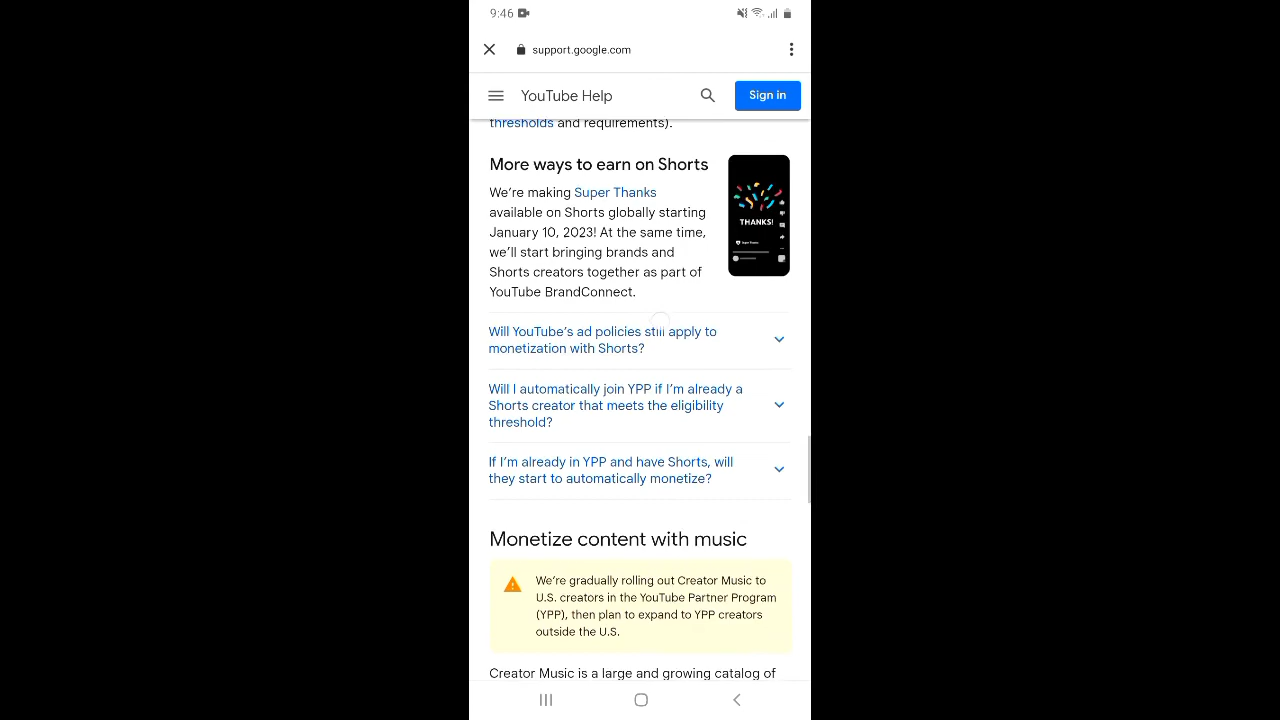 9:46
support.google.com
YouTube Help
Sign in
thresholds and requirements).
More ways to earn on Shorts
We’re making Super Thanks
available on Shorts globally starting
January 10, 2023! At the same time,
we’ll start bringing brands and
Shorts creators together as part of
YouTube BrandConnect.
THANKS!
Will YouTube’s ad policies still apply to
monetization with Shorts?
Will I automatically join YPP if I’m already a
Shorts creator that meets the eligibility
threshold?
If I’m already in YPP and have Shorts, will
they start to automatically monetize?
Monetize content with music
We’re gradually rolling out Creator Music to
U.S. creators in the YouTube Partner Program
(YPP), then plan to expand to YPP creators
outside the U.S.
Creator Music is a large and growing catalog of